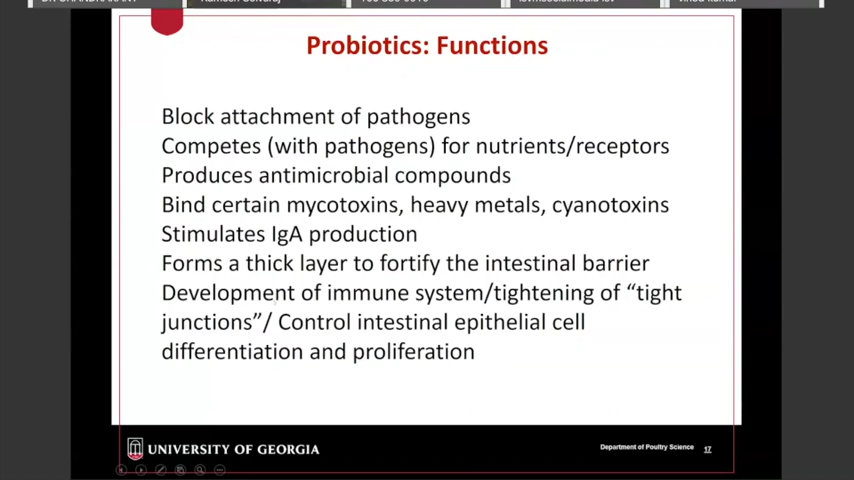 Probiotics: Functions
Block attachment of pathogens
Competes (with pathogens) for nutrients/receptors
Produces antimicrobial compounds
Bind certain mycotoxins, heavy metals, cyanotoxins
Stimulates IgA production
Forms a thick layer to fortify the intestinal barrier
Development of immune system/tightening of “tight
junctions”/ Control intestinal epithelial cell
differentiation and proliferation
UNIVERSITY OF GEORGIA
Department of Poultry Science 17